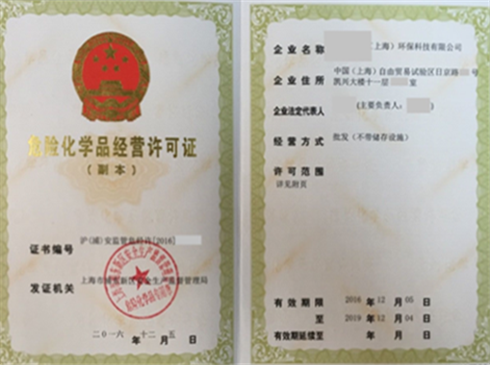 危险化学品经营许可证
（副本）
证书编号 沪（浦）安监管危经许[2016]
发证机关 上海市浦东新区安全生产监督管理局
二〇一六年十二月五日
企业名称 （上海）环保科技有限公司
企业住所 中国（上海）自由贸易试验区日京路 号
凯兴大楼十一层 室
企业法定代表人 （主要负责人： ）
经营方式 批发（不带储存设施）
许可范围
详见附页
有效期限 2016年12月05日
至 2019年12月04日
有效期延续至 年 月 日